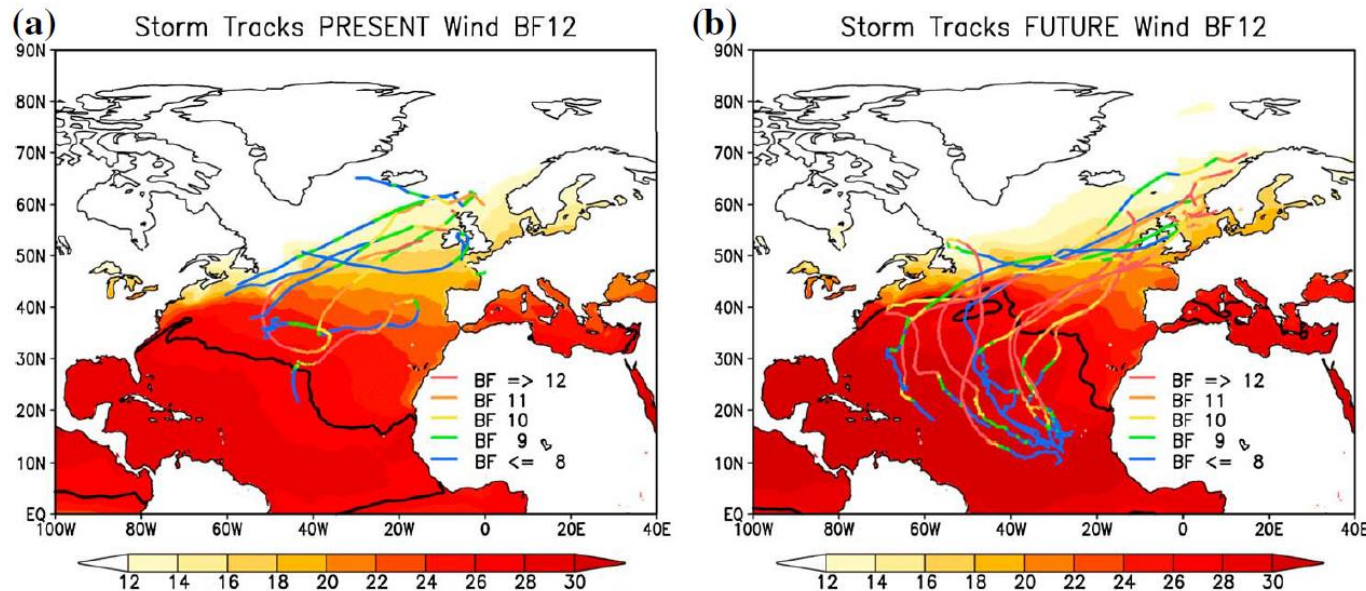 (a) Storm Tracks PRESENT Wind BF12
90N
80N
70N
60N
50N
40N
30N
20N
10N
EQ
BF => 12
BF 11
BF 10
BF 9
BF <= 8
100W 80W 60W 40W 20W 0 20E 40E
12 14 16 18 20 22 24 26 28 30
(b) Storm Tracks FUTURE Wind BF12
90N
80N
70N
60N
50N
40N
30N
20N
10N
EQ
BF => 12
BF 11
BF 10
BF 9
BF <= 8
100W 80W 60W 40W 20W 0 20E 40E
12 14 16 18 20 22 24 26 28 30